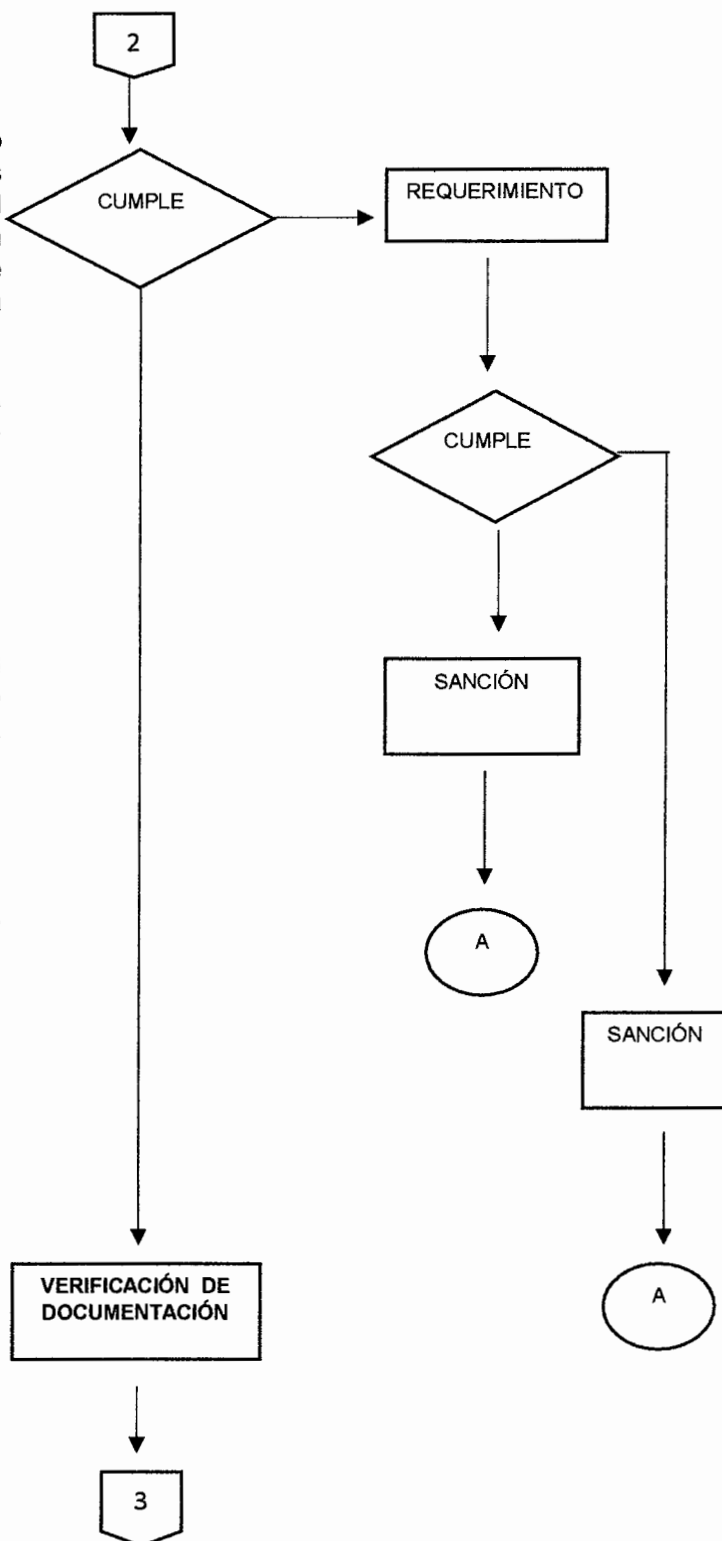 2
CUMPLE
REQUERIMIENTO
CUMPLE
SANCIÓN
A
SANCIÓN
VERIFICACIÓN DE
DOCUMENTACIÓN
A
3